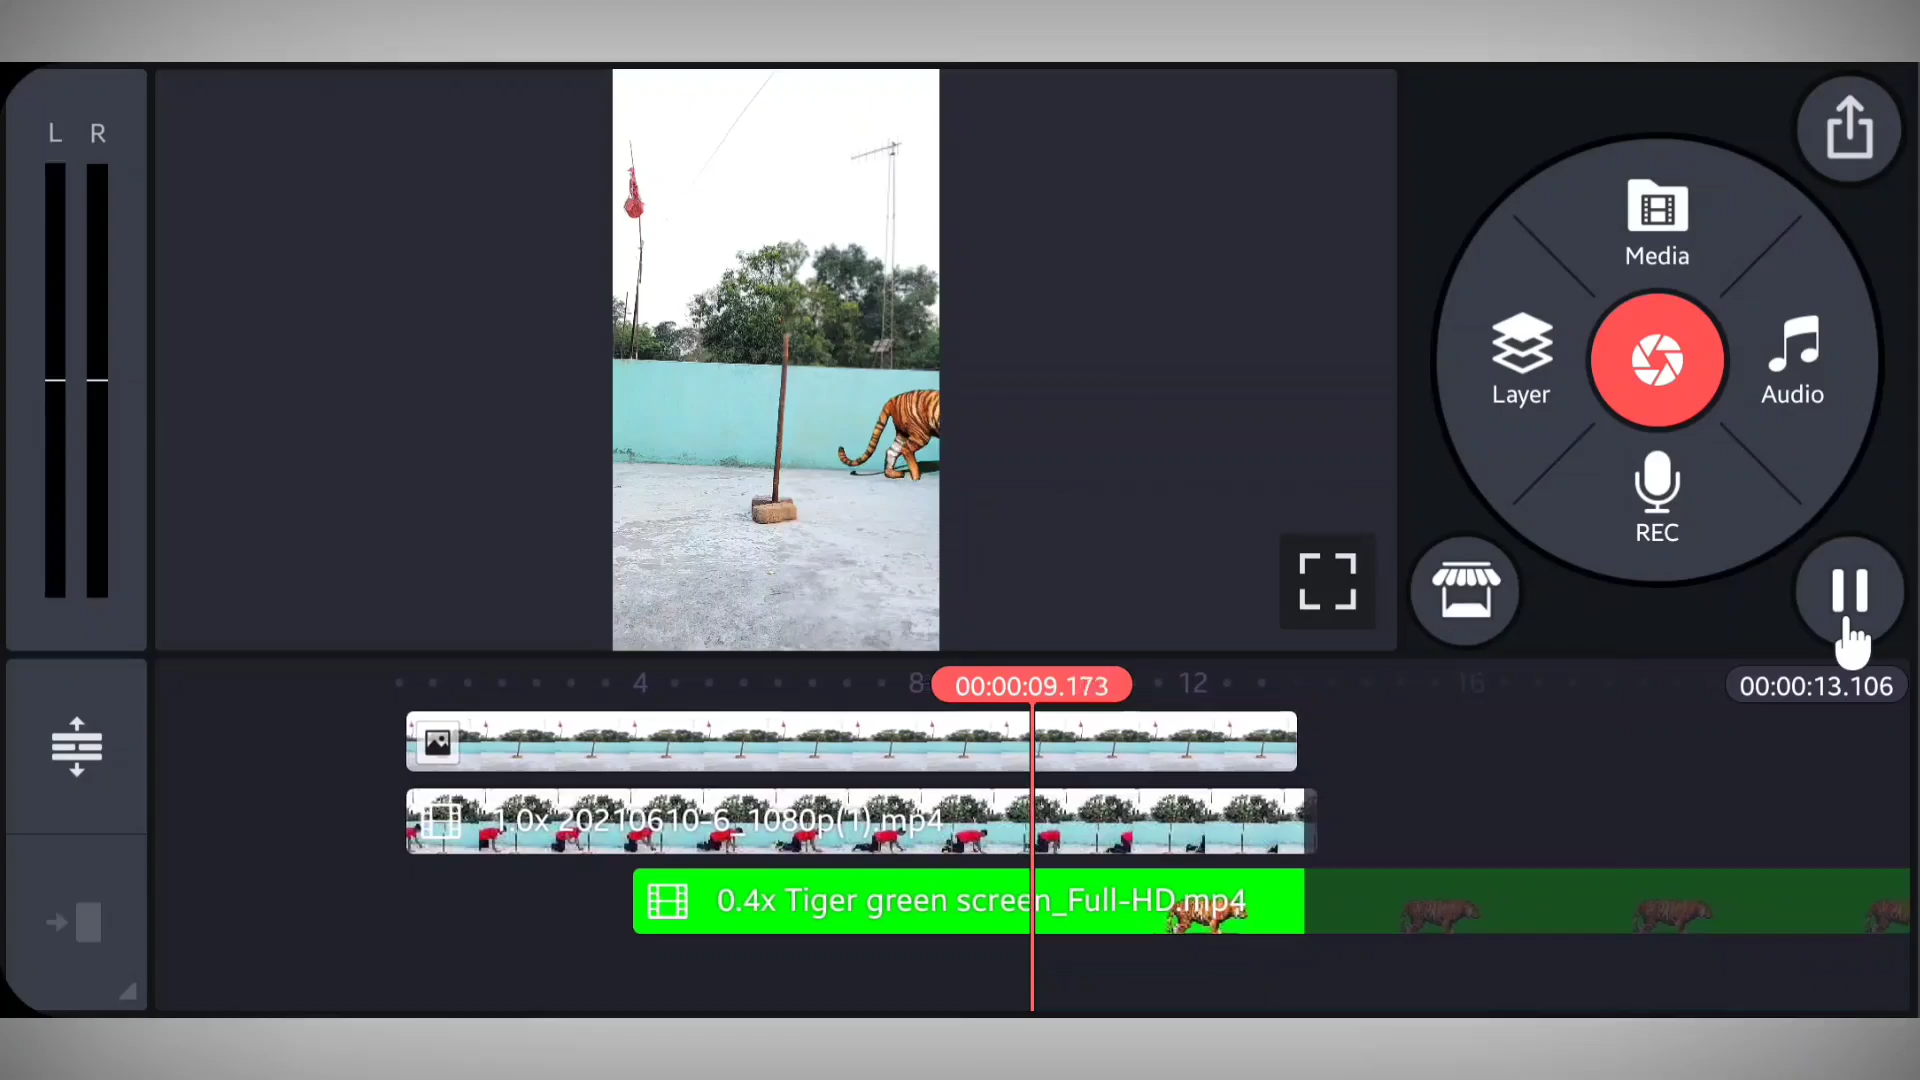 L R
Media
Layer
Audio
REC
4 8 00:00:09.173 12 16 00:00:13.106
1.0x 20210610-6_1080p(1).mp4
0.4x Tiger green screen_Full-HD.mp4